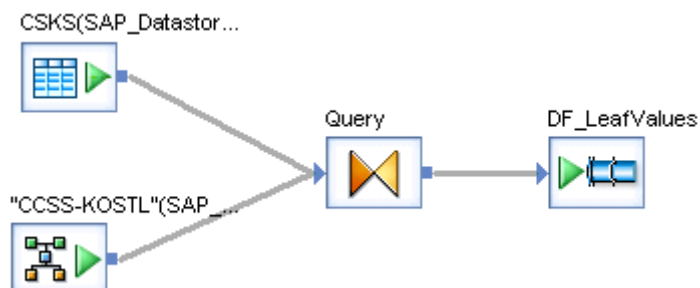 CSKS(SAP_Datastor...
Query
DF_LeafValues
"CCSS-KOSTL"(SAP_...